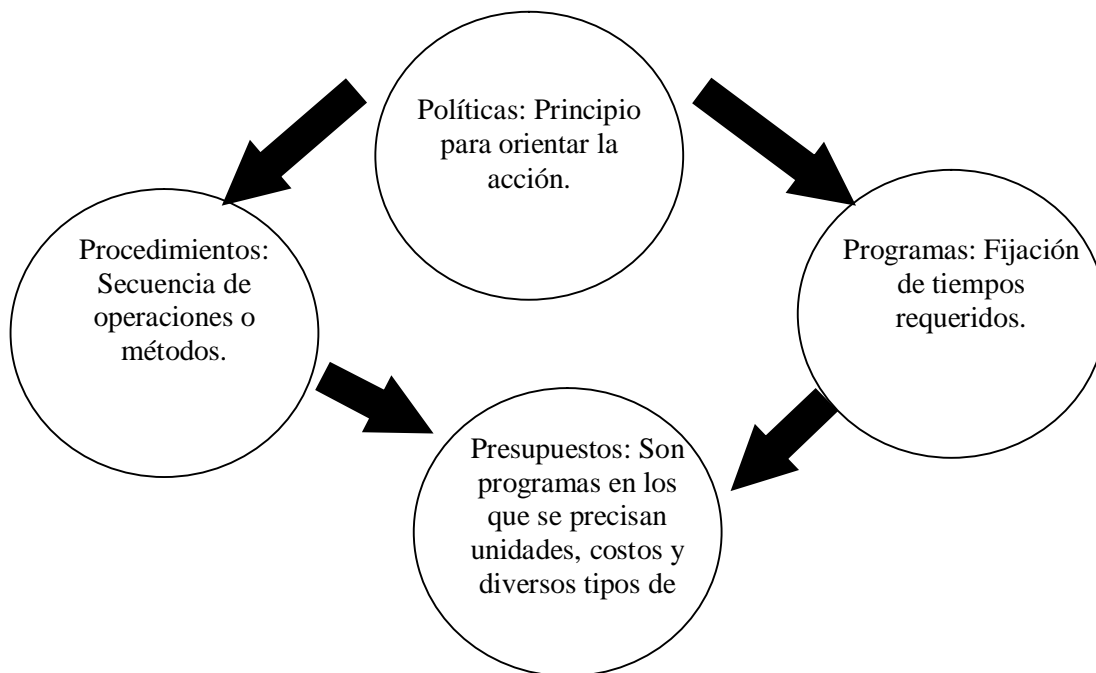 Políticas: Principio
para orientar la
acción.
Procedimientos:
Secuencia de
operaciones o
métodos.
Programas: Fijación
de tiempos
requeridos.
Presupuestos: Son
programas en los
que se precisan
unidades, costos y
diversos tipos de